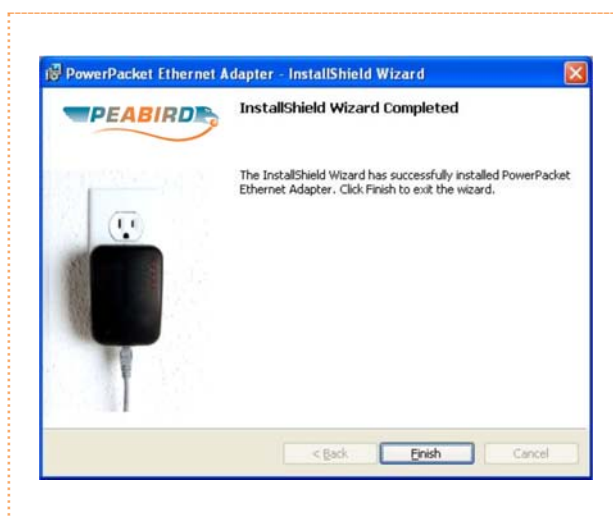 PowerPacket Ethernet Adapter - InstallShield Wizard
PEABIRD
InstallShield Wizard Completed
The InstallShield Wizard has successfully installed PowerPacket
Ethernet Adapter. Click Finish to exit the wizard.
< Back
Finish
Cancel